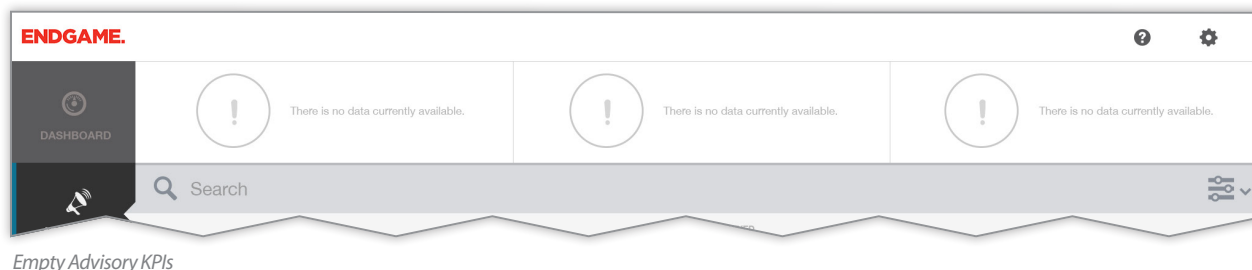 ENDGAME.
There is no data currently available.
There is no data currently available.
There is no data currently available.
DASHBOARD
Search
Empty Advisory KPIs